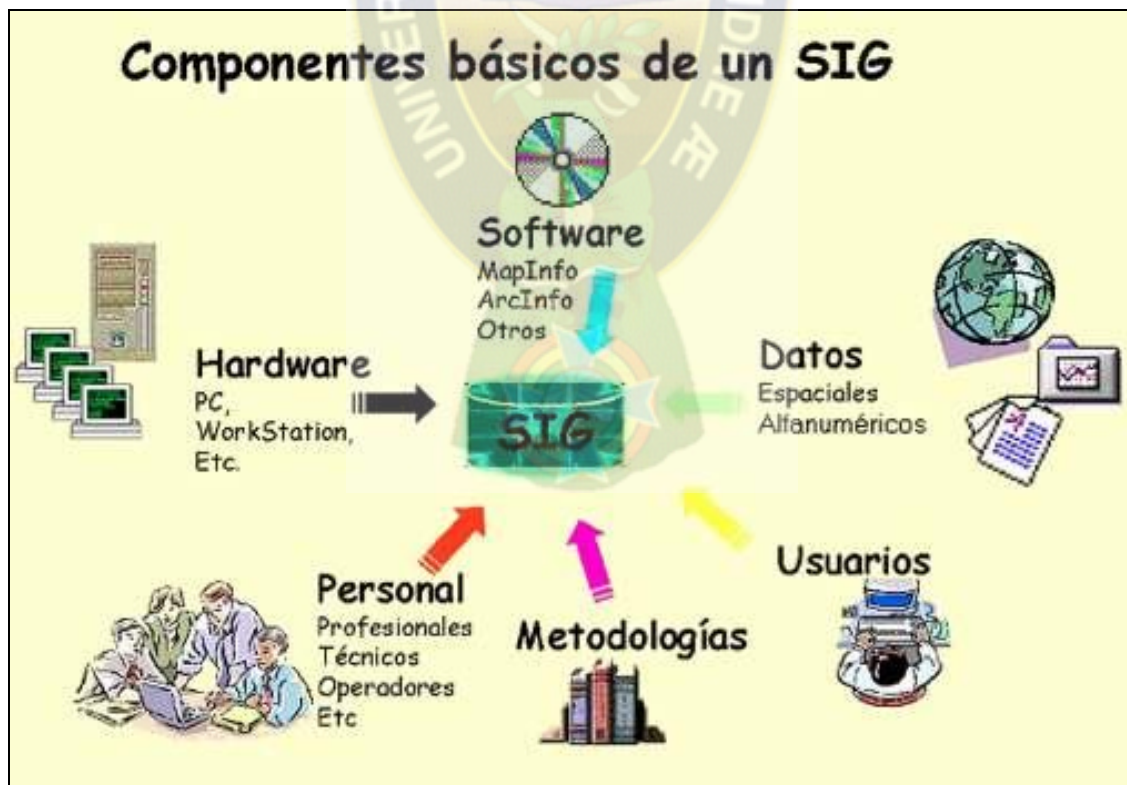 Componentes básicos de un SIG
Software
MapInfo
ArcInfo
Otros
Hardware
PC,
WorkStation,
Etc.
Datos
Espaciales
Alfanuméricos
SIG
Personal
Profesionales
Técnicos
Operadores
Etc
Metodologías
Usuarios